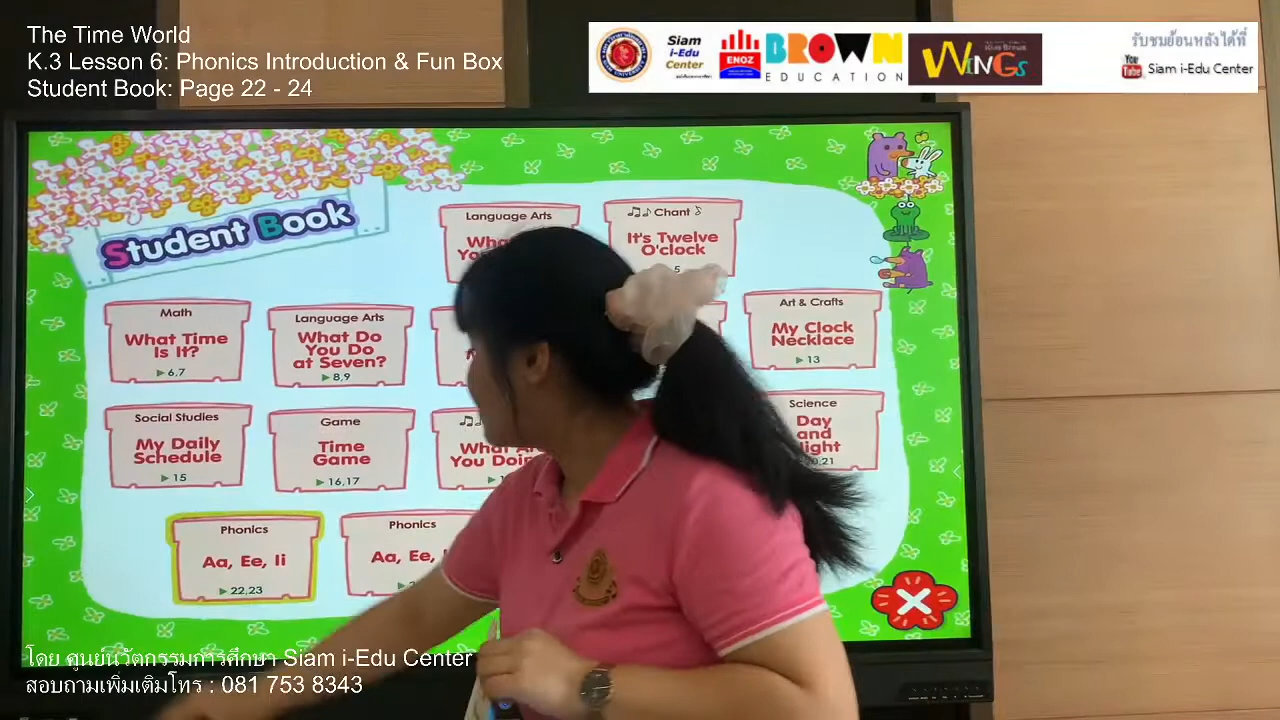 The Time World
K.3 Lesson 6: Phonics Introduction & Fun Box
Student Book: Page 22 - 24
Siam
i-Edu
Center
ENOZ
BROWN
EDUCATION
WINGS
รับชมย้อนหลังได้ที่
You Tube Siam i-Edu Center
Student Book
Language Arts
Chant
It's Twelve
O'clock
5
Math
What Time
Is It?
6,7
Language Arts
What Do
You Do
at Seven?
8,9
Art & Crafts
My Clock
Necklace
13
Social Studies
My Daily
Schedule
15
Game
Time
Game
16,17
You
Science
Day
and
20:21
Phonics
Aa, Ee, Ii
22,23
Phonics
Aa, Ee,
โดย ศูนย์นวัตกรรมการศึกษา Siam i-Edu Center
สอบถามเพิ่มเติมโทร : 081 753 8343